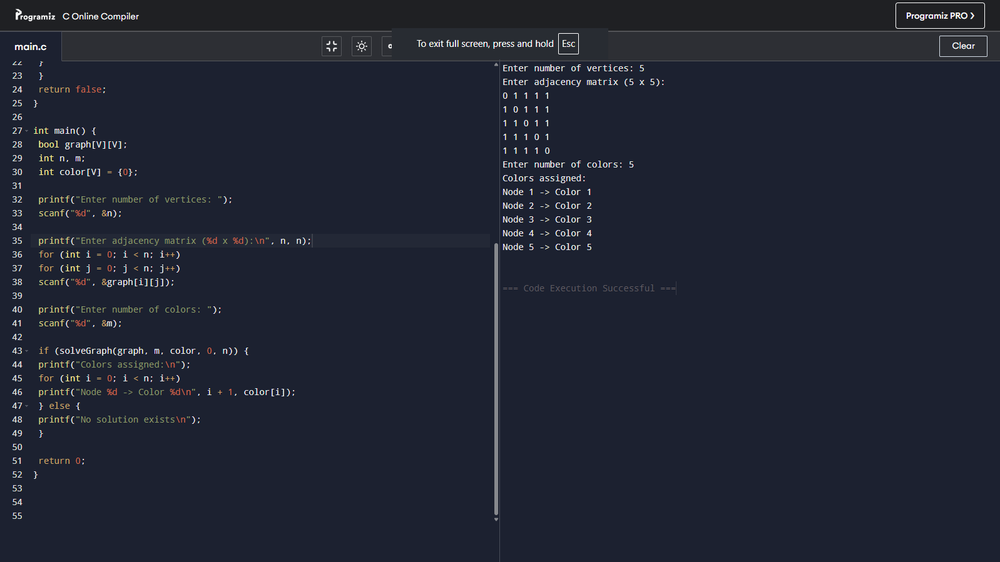 Programiz C Online Compiler
Programiz PRO ❯
main.c
To exit full screen, press and hold Esc
Clear
22 }
23 }
24 return false;
25 }
26
27 int main() {
28 bool graph[V][V];
29 int n, m;
30 int color[V] = {0};
31
32 printf("Enter number of vertices: ");
33 scanf("%d", &n);
34
35 printf("Enter adjacency matrix (%d x %d):\n", n, n);
36 for (int i = 0; i < n; i++)
37 for (int j = 0; j < n; j++)
38 scanf("%d", &graph[i][j]);
39
40 printf("Enter number of colors: ");
41 scanf("%d", &m);
42
43 if (solveGraph(graph, m, color, 0, n)) {
44 printf("Colors assigned:\n");
45 for (int i = 0; i < n; i++)
46 printf("Node %d -> Color %d\n", i + 1, color[i]);
47 } else {
48 printf("No solution exists\n");
49 }
50
51 return 0;
52 }
53
54
55
Enter number of vertices: 5
Enter adjacency matrix (5 x 5):
0 1 1 1 1
1 0 1 1 1
1 1 0 1 1
1 1 1 0 1
1 1 1 1 0
Enter number of colors: 5
Colors assigned:
Node 1 -> Color 1
Node 2 -> Color 2
Node 3 -> Color 3
Node 4 -> Color 4
Node 5 -> Color 5
=== Code Execution Successful ===